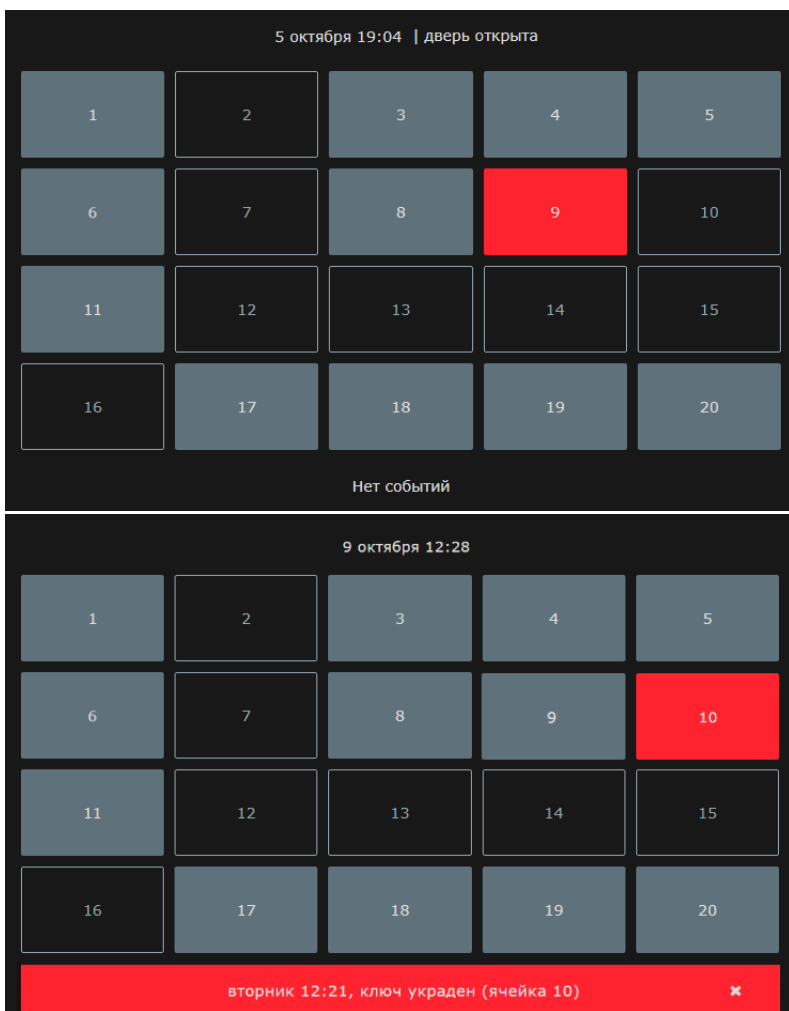 5 октября 19:04 | дверь открыта
1 2 3 4 5
6 7 8 9 10
11 12 13 14 15
16 17 18 19 20
Нет событий
9 октября 12:28
1 2 3 4 5
6 7 8 9 10
11 12 13 14 15
16 17 18 19 20
вторник 12:21, ключ украден (ячейка 10) ✖